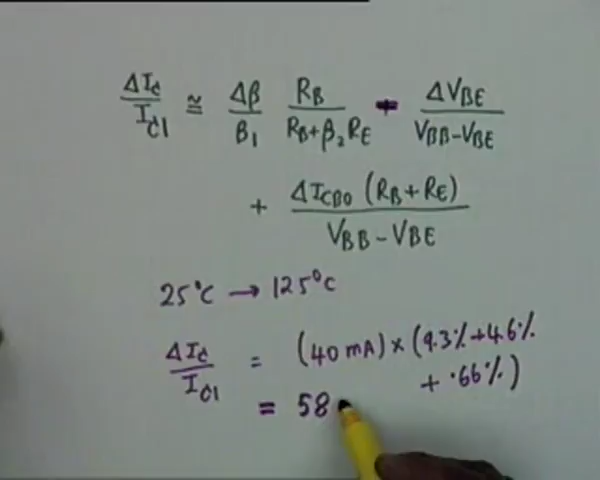 ΔIc/IC1 ≅ Δβ/β1 RB/RB+β2RE - ΔVBE/VBB-VBE
+ ΔICBO (RB+RE)/VBB-VBE
25°C → 125°C
ΔIc/IC1 = (40 mA) × (9.3% + 4.6%
+ .66%)
= 58